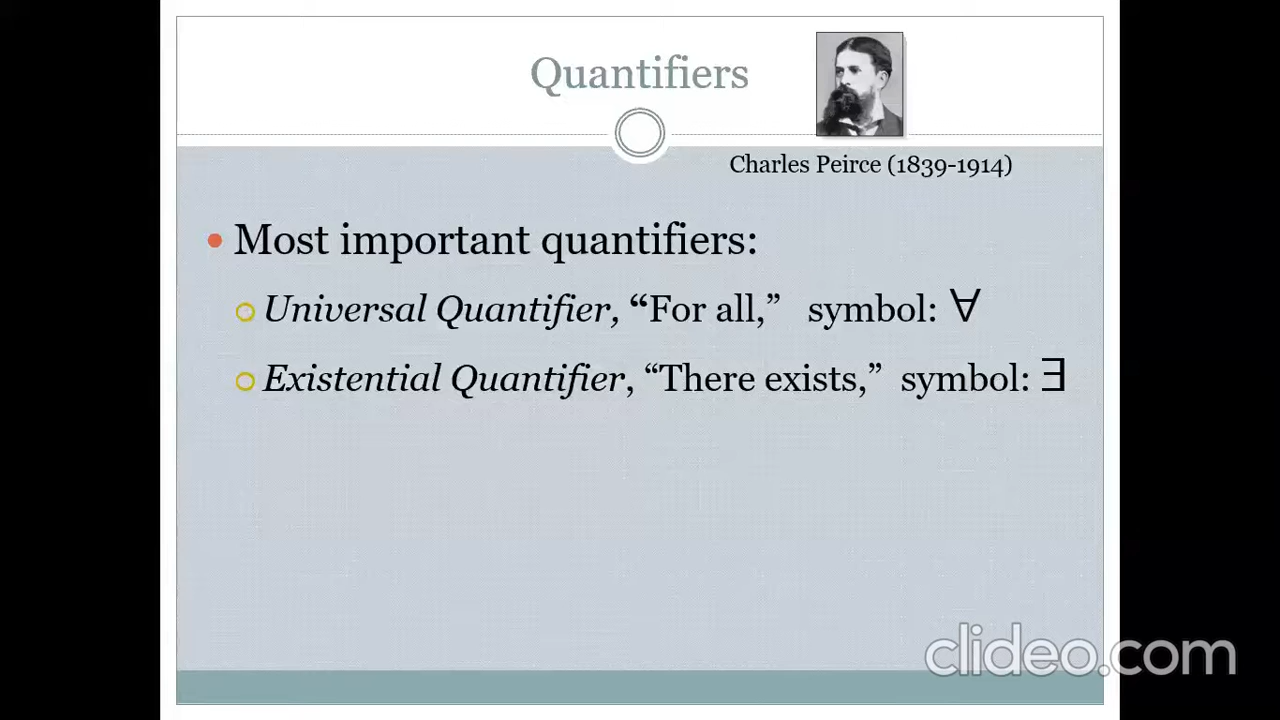 Quantifiers
Charles Peirce (1839-1914)
Most important quantifiers:
Universal Quantifier, “For all,” symbol: ∀
Existential Quantifier, “There exists,” symbol: ∃
clideo.com